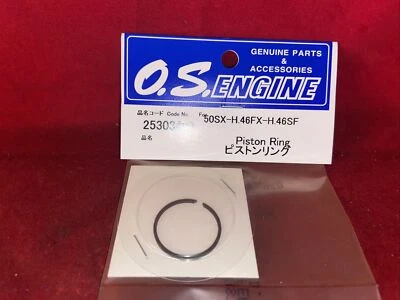 GENUINE PARTS
&
ACCESSORIES
O.S.ENGINE
品名コード Code No. For
50SX-H.46FX-H.46SF
品名
Piston Ring
ピストンリング